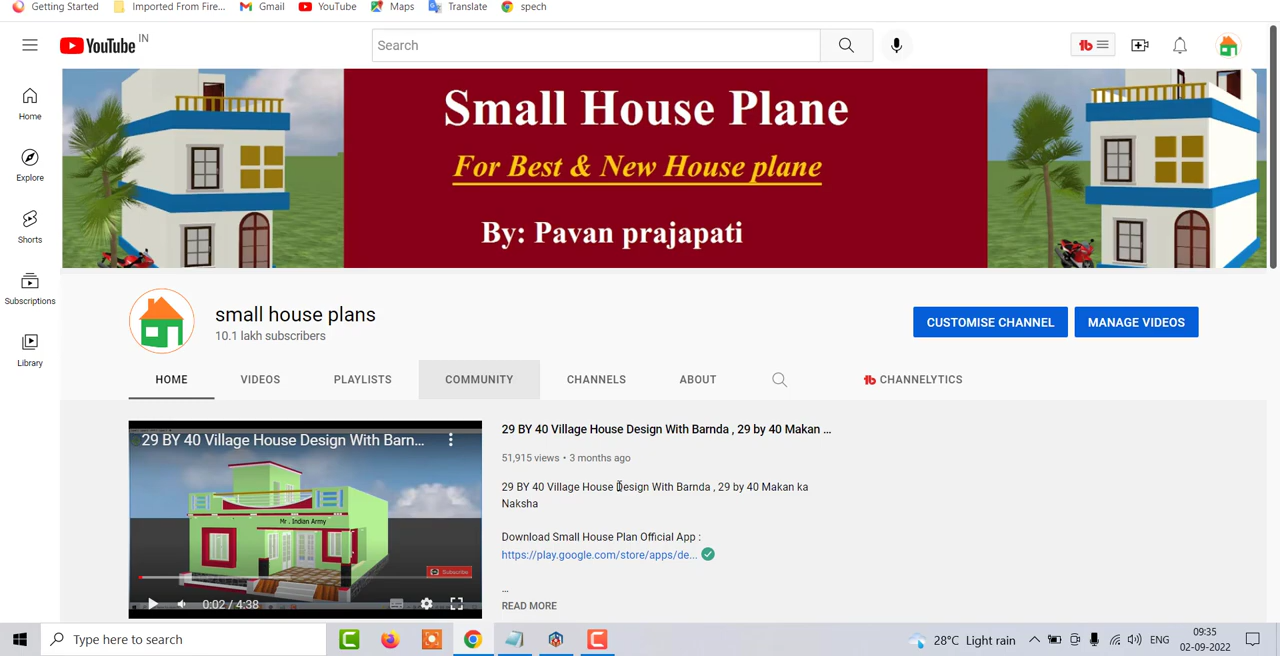 Getting Started
Imported From Fire...
Gmail
YouTube
Maps
Translate
spech
YouTube IN
Search
tb
Home
Explore
Shorts
Subscriptions
Library
Small House Plane
For Best & New House plane
By: Pavan prajapati
small house plans
10.1 lakh subscribers
CUSTOMISE CHANNEL
MANAGE VIDEOS
HOME
VIDEOS
PLAYLISTS
COMMUNITY
CHANNELS
ABOUT
tb CHANNELYTICS
29 BY 40 Village House Design With Barn...
Mr . Indian Army
Subscribe
0:02 / 4:38
29 BY 40 Village House Design With Barnda , 29 by 40 Makan ...
51,915 views • 3 months ago
29 BY 40 Village House Design With Barnda , 29 by 40 Makan ka
Naksha
Download Small House Plan Official App :
https://play.google.com/store/apps/de...
...
READ MORE
Type here to search
28°C Light rain
ENG
09:35
02-09-2022